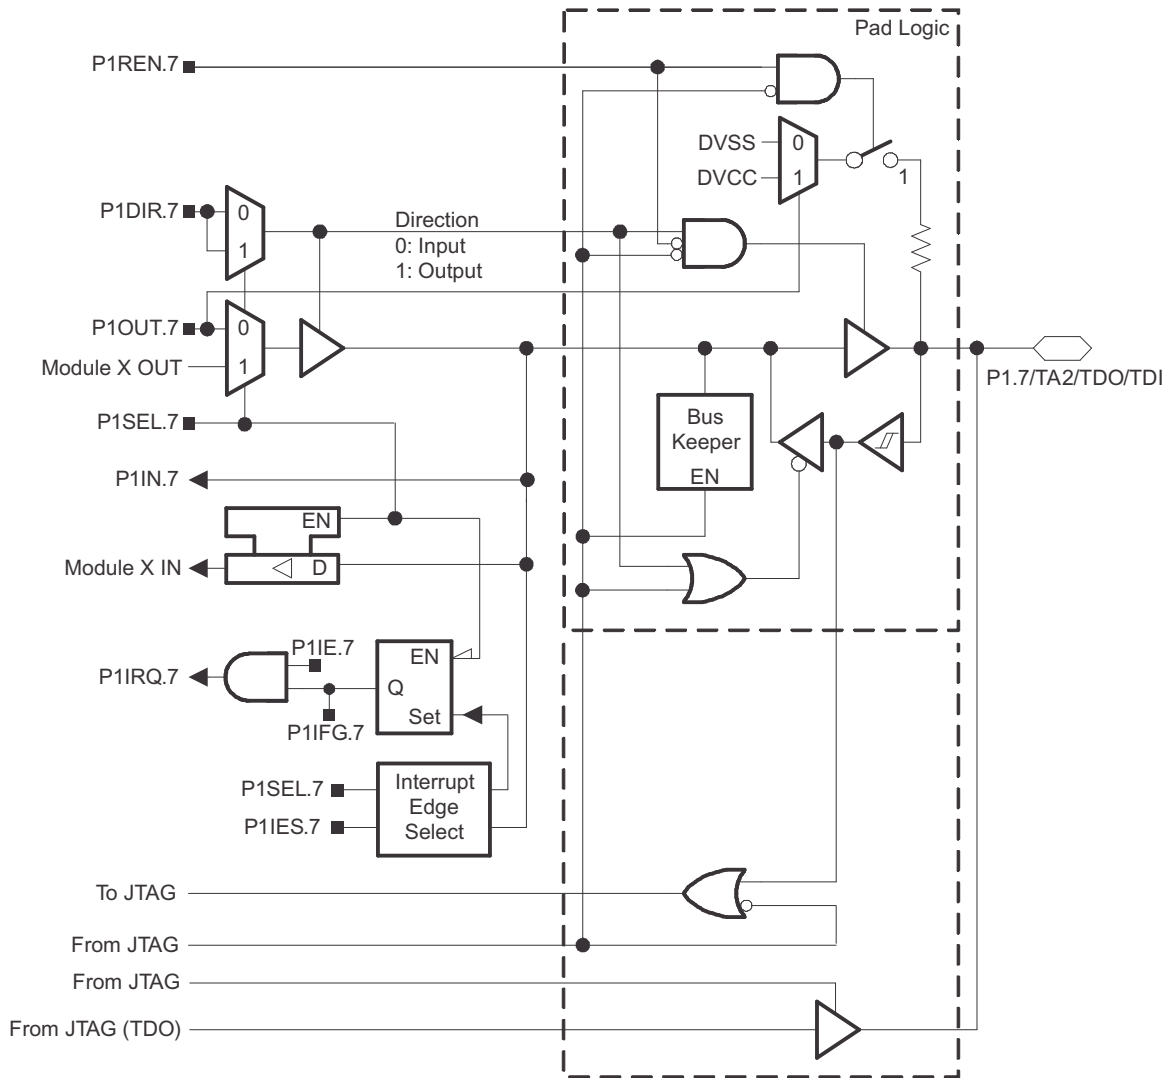 Pad Logic
P1REN.7
DVSS
0
DVCC
1
1
P1DIR.7
0
1
Direction
0: Input
1: Output
P1OUT.7
0
Module X OUT
1
P1.7/TA2/TDO/TDI
P1SEL.7
Bus
Keeper
EN
P1IN.7
EN
Module X IN
D
P1IE.7
EN
P1IRQ.7
Q
Set
P1IFG.7
P1SEL.7
Interrupt
Edge
Select
P1IES.7
To JTAG
From JTAG
From JTAG
From JTAG (TDO)